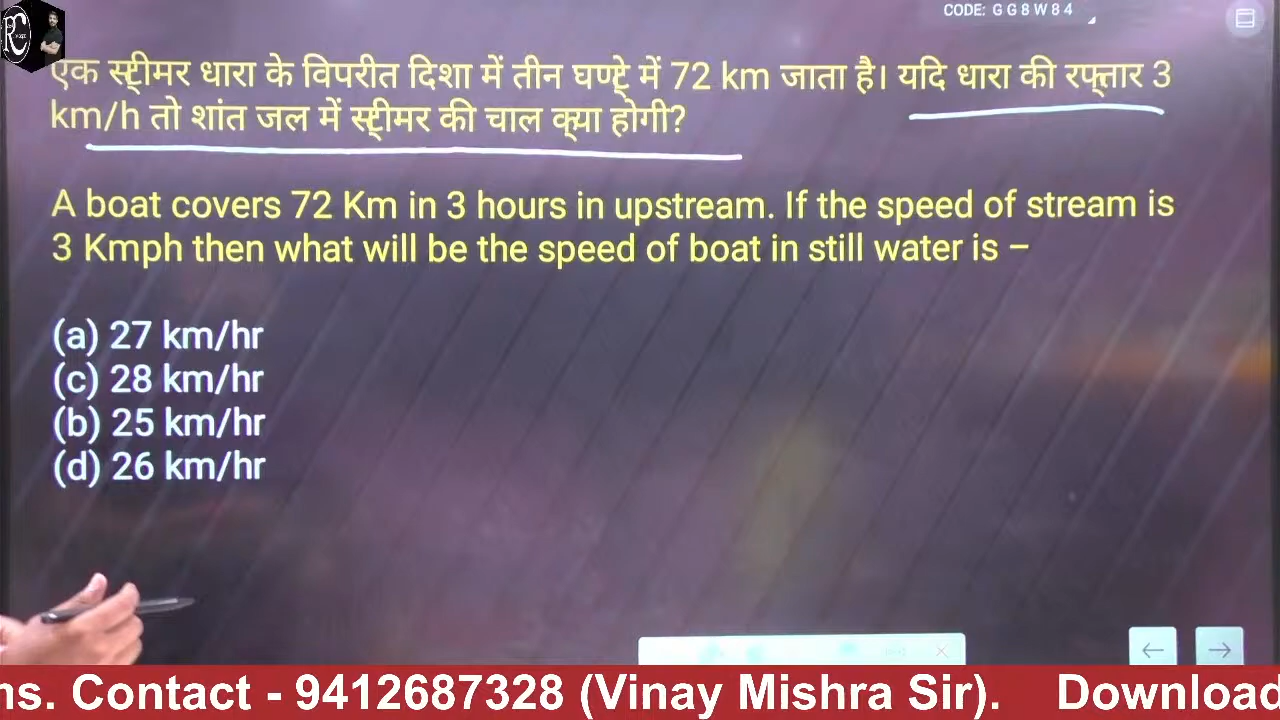 CODE: GG8W84
एक स्टीमर धारा के विपरीत दिशा में तीन घण्टे में 72 km जाता है। यदि धारा की रफ्तार 3
km/h तो शांत जल में स्टीमर की चाल क्या होगी?
A boat covers 72 Km in 3 hours in upstream. If the speed of stream is
3 Kmph then what will be the speed of boat in still water is –
(a) 27 km/hr
(c) 28 km/hr
(b) 25 km/hr
(d) 26 km/hr
ns. Contact - 9412687328 (Vinay Mishra Sir). Download